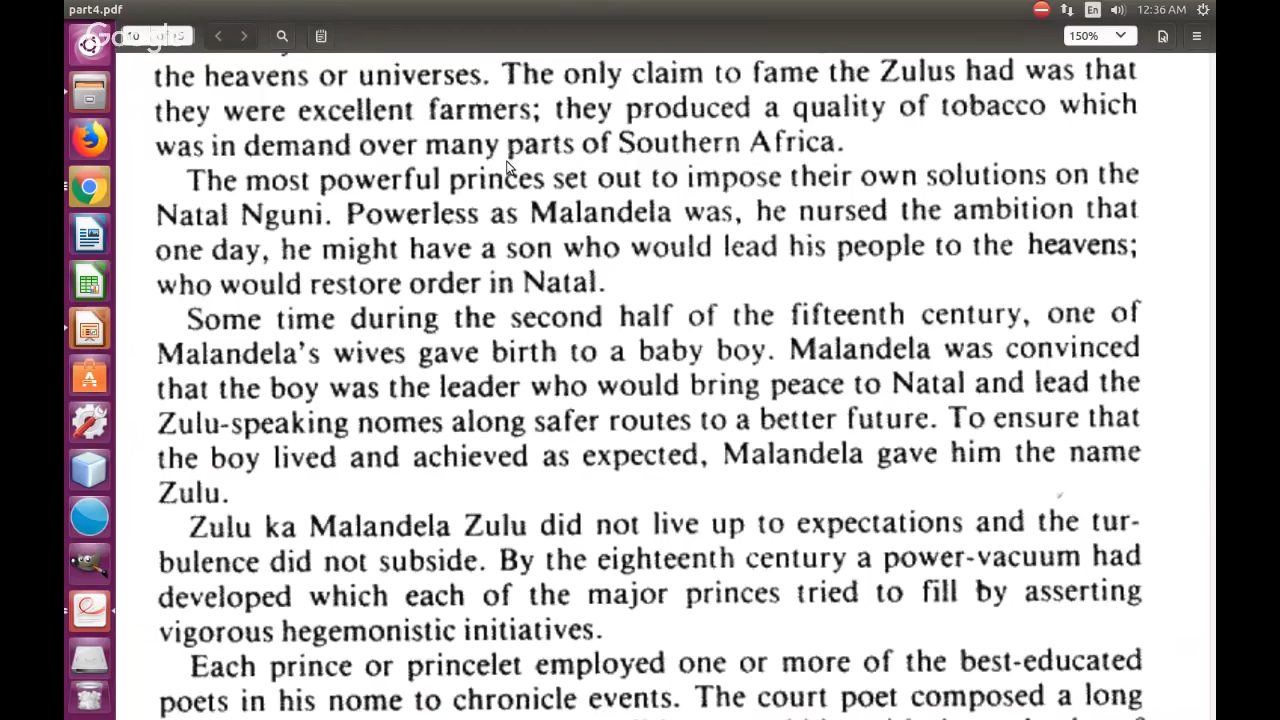 part4.pdf
En
12:36 AM
Google
10 of 15
150%
the heavens or universes. The only claim to fame the Zulus had was that
they were excellent farmers; they produced a quality of tobacco which
was in demand over many parts of Southern Africa.
The most powerful princes set out to impose their own solutions on the
Natal Nguni. Powerless as Malandela was, he nursed the ambition that
one day, he might have a son who would lead his people to the heavens;
who would restore order in Natal.
Some time during the second half of the fifteenth century, one of
Malandela's wives gave birth to a baby boy. Malandela was convinced
that the boy was the leader who would bring peace to Natal and lead the
Zulu-speaking nomes along safer routes to a better future. To ensure that
the boy lived and achieved as expected, Malandela gave him the name
Zulu.
Zulu ka Malandela Zulu did not live up to expectations and the tur-
bulence did not subside. By the eighteenth century a power-vacuum had
developed which each of the major princes tried to fill by asserting
vigorous hegemonistic initiatives.
Each prince or princelet employed one or more of the best-educated
poets in his nome to chronicle events. The court poet composed a long